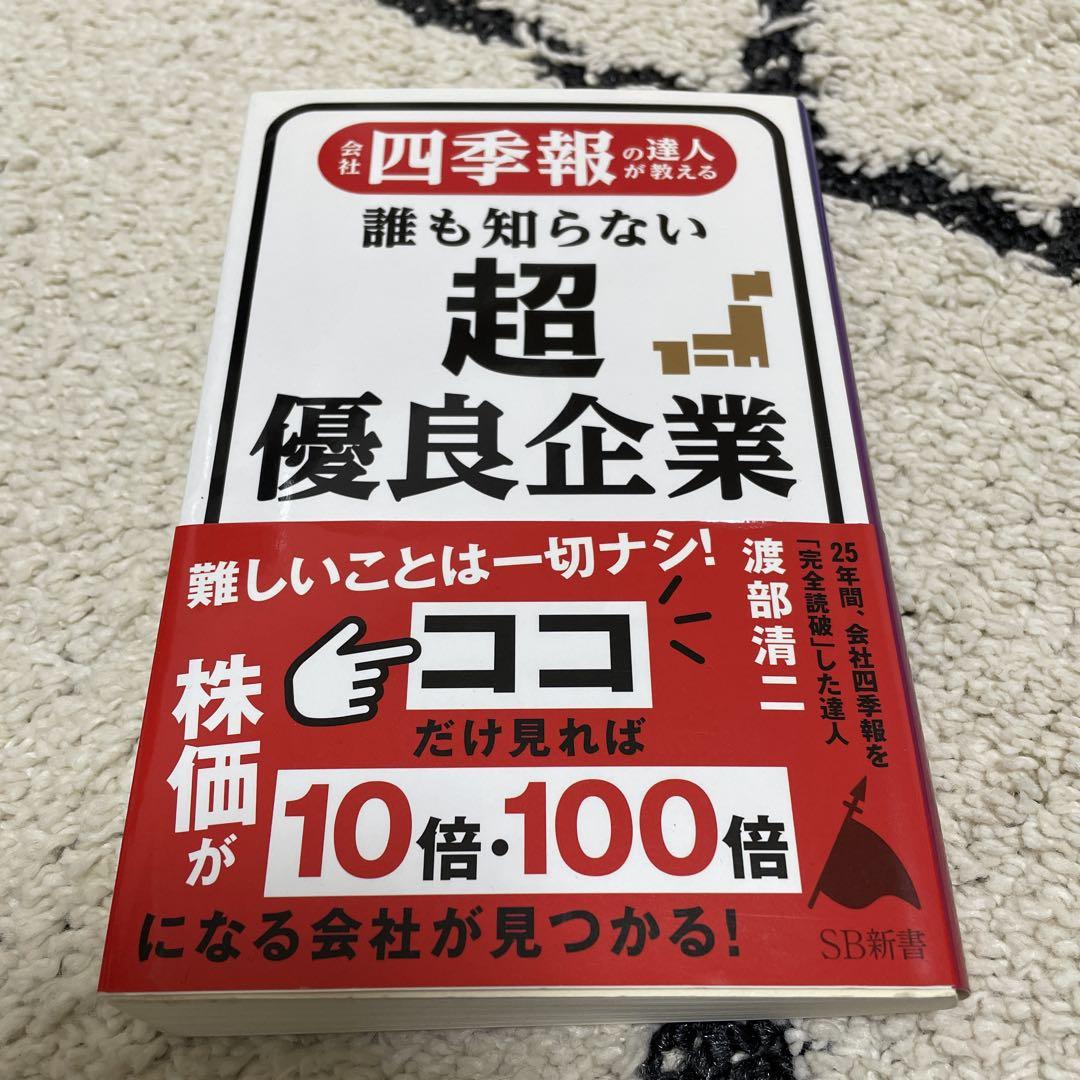 会社四季報の達人が教える
誰も知らない
超
優良企業
難しいことは一切ナシ!
ココ
だけ見れば
株価が
10倍・100倍
になる会社が見つかる!
渡部清二
25年間、会社四季報を
「完全読破」した達人
SB新書